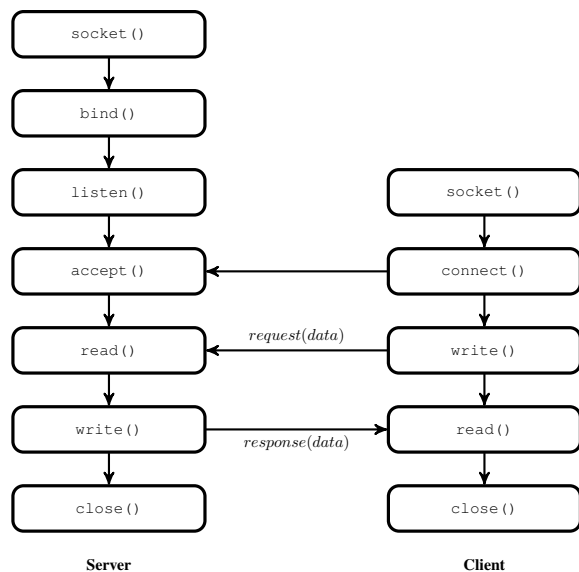 socket()
bind()
listen()
socket()
accept()
connect()
request(data)
read()
write()
write()
read()
response(data)
close()
close()
Server
Client